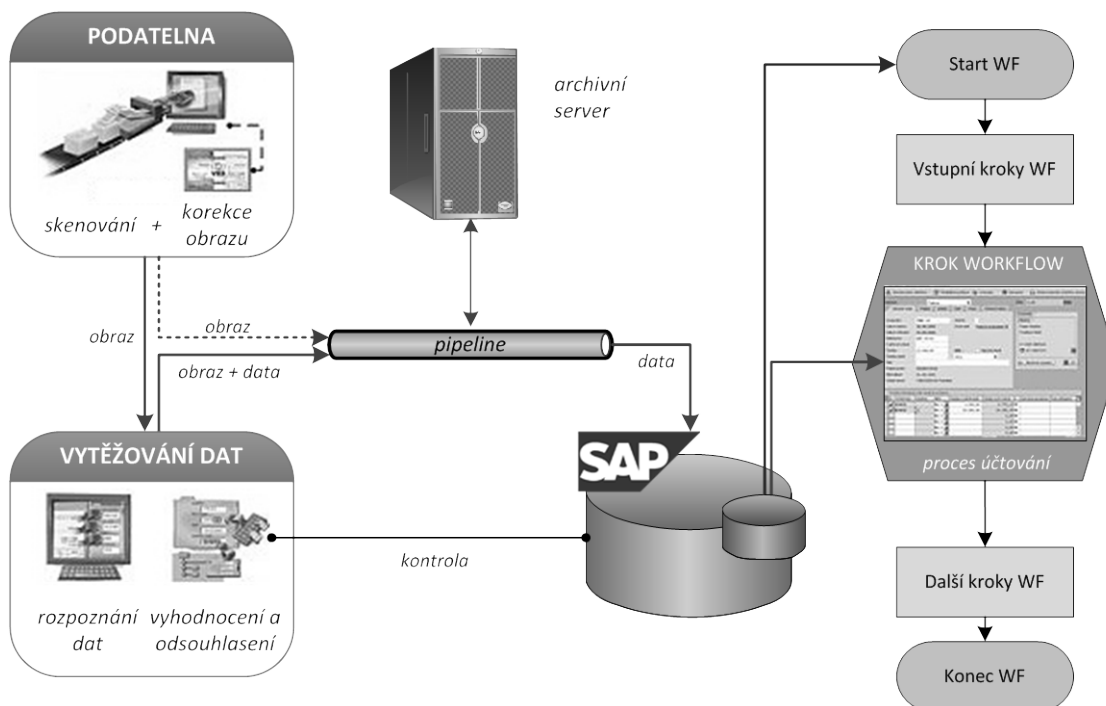 PODATELNA
skenování + korekce
obrazu
archivní
server
obraz
obraz
obraz + data
pipeline
data
VYTĚŽOVÁNÍ DAT
rozpoznání
dat
vyhodnocení a
odsouhlasení
kontrola
SAP
Start WF
Vstupní kroky WF
KROK WORKFLOW
proces účtování
Další kroky WF
Konec WF